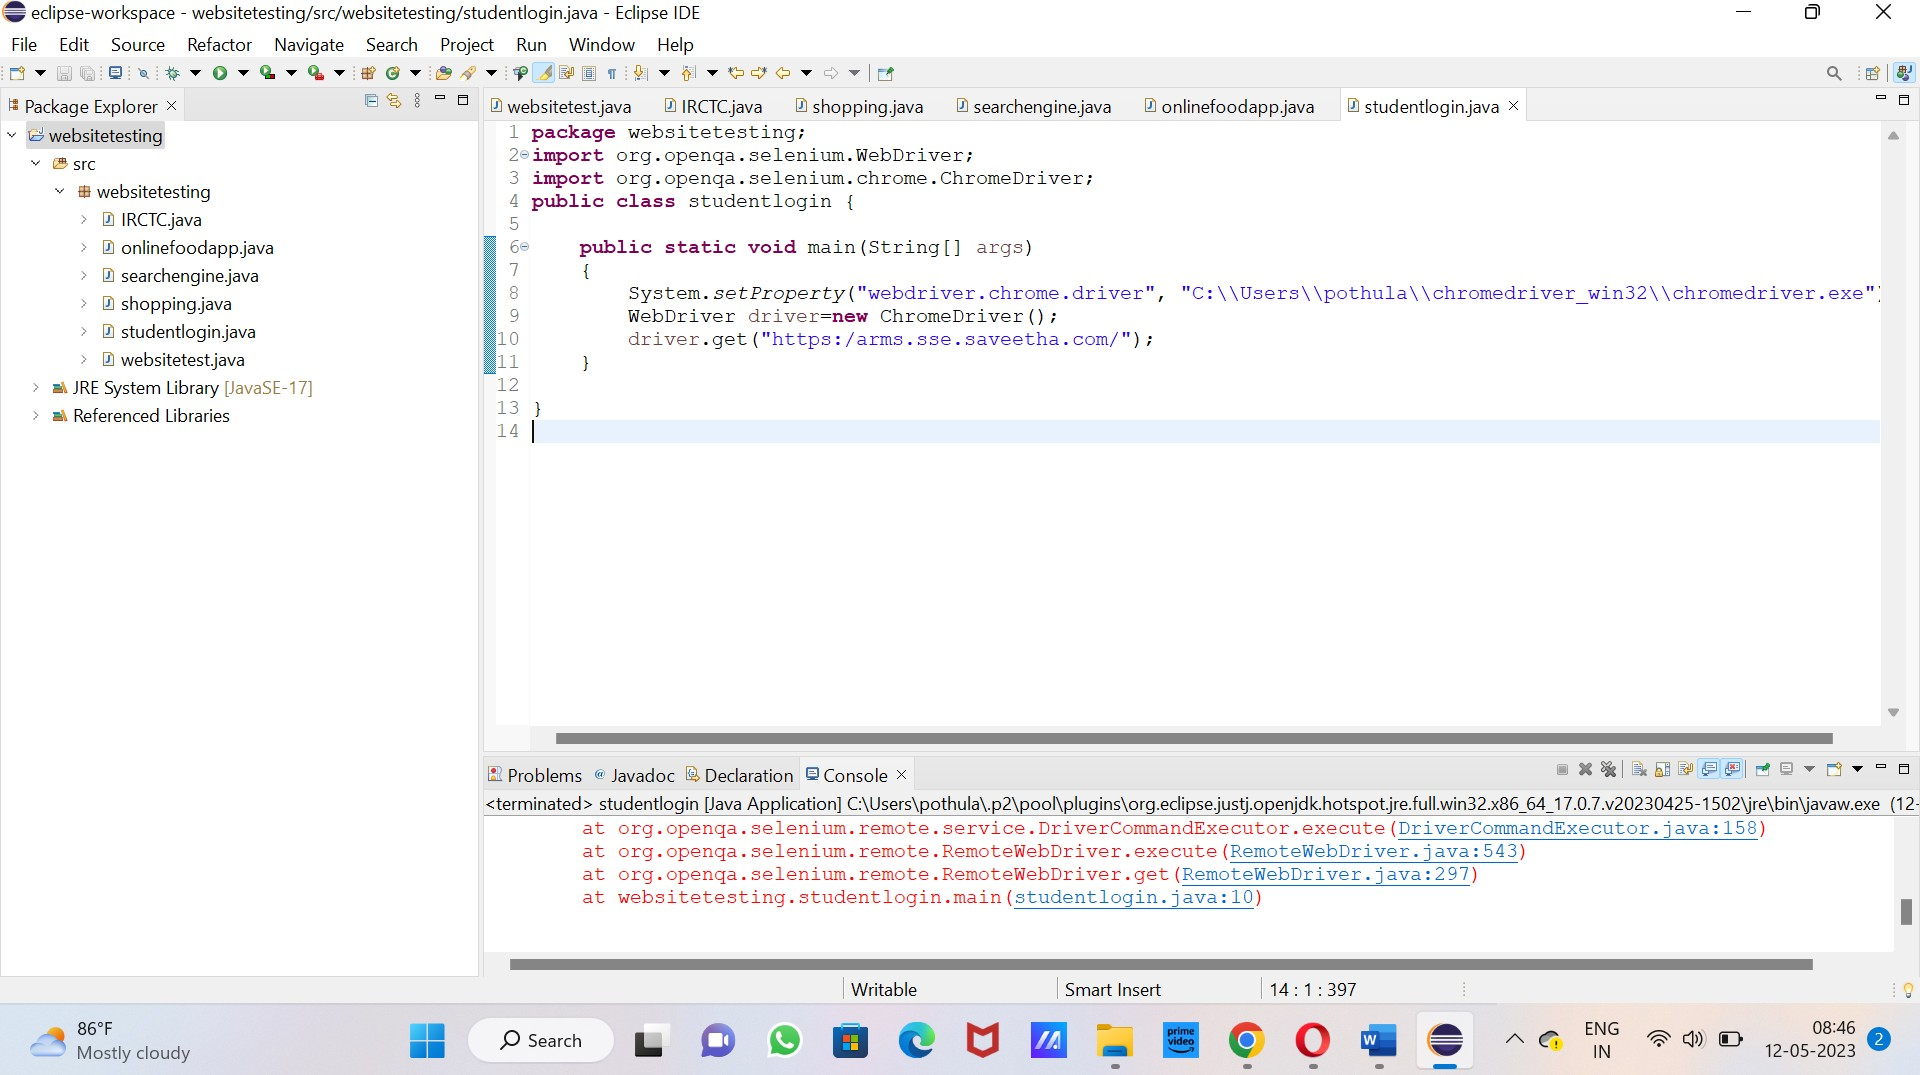 eclipse-workspace - websitetesting/src/websitetesting/studentlogin.java - Eclipse IDE
File Edit Source Refactor Navigate Search Project Run Window Help
Package Explorer
websitetesting
src
websitetesting
IRCTC.java
onlinefoodapp.java
searchengine.java
shopping.java
studentlogin.java
websitetest.java
JRE System Library [JavaSE-17]
Referenced Libraries
websitetest.java IRCTC.java shopping.java searchengine.java onlinefoodapp.java studentlogin.java
1 package websitetesting;
2 import org.openqa.selenium.WebDriver;
3 import org.openqa.selenium.chrome.ChromeDriver;
4 public class studentlogin {
5
6 public static void main(String[] args)
7 {
8 System.setProperty("webdriver.chrome.driver", "C:\\Users\\pothula\\chromedriver_win32\\chromedriver.exe")
9 WebDriver driver=new ChromeDriver();
10 driver.get("https:/arms.sse.saveetha.com/");
11 }
12
13 }
14
Problems Javadoc Declaration Console
<terminated> studentlogin [Java Application] C:\Users\pothula\.p2\pool\plugins\org.eclipse.justj.openjdk.hotspot.jre.full.win32.x86_64_17.0.7.v20230425-1502\jre\bin\javaw.exe (12-
at org.openqa.selenium.remote.service.DriverCommandExecutor.execute(DriverCommandExecutor.java:158)
at org.openqa.selenium.remote.RemoteWebDriver.execute(RemoteWebDriver.java:543)
at org.openqa.selenium.remote.RemoteWebDriver.get(RemoteWebDriver.java:297)
at websitetesting.studentlogin.main(studentlogin.java:10)
Writable Smart Insert 14 : 1 : 397
86°F
Mostly cloudy
Search
prime video
ENG
IN
08:46
12-05-2023
2